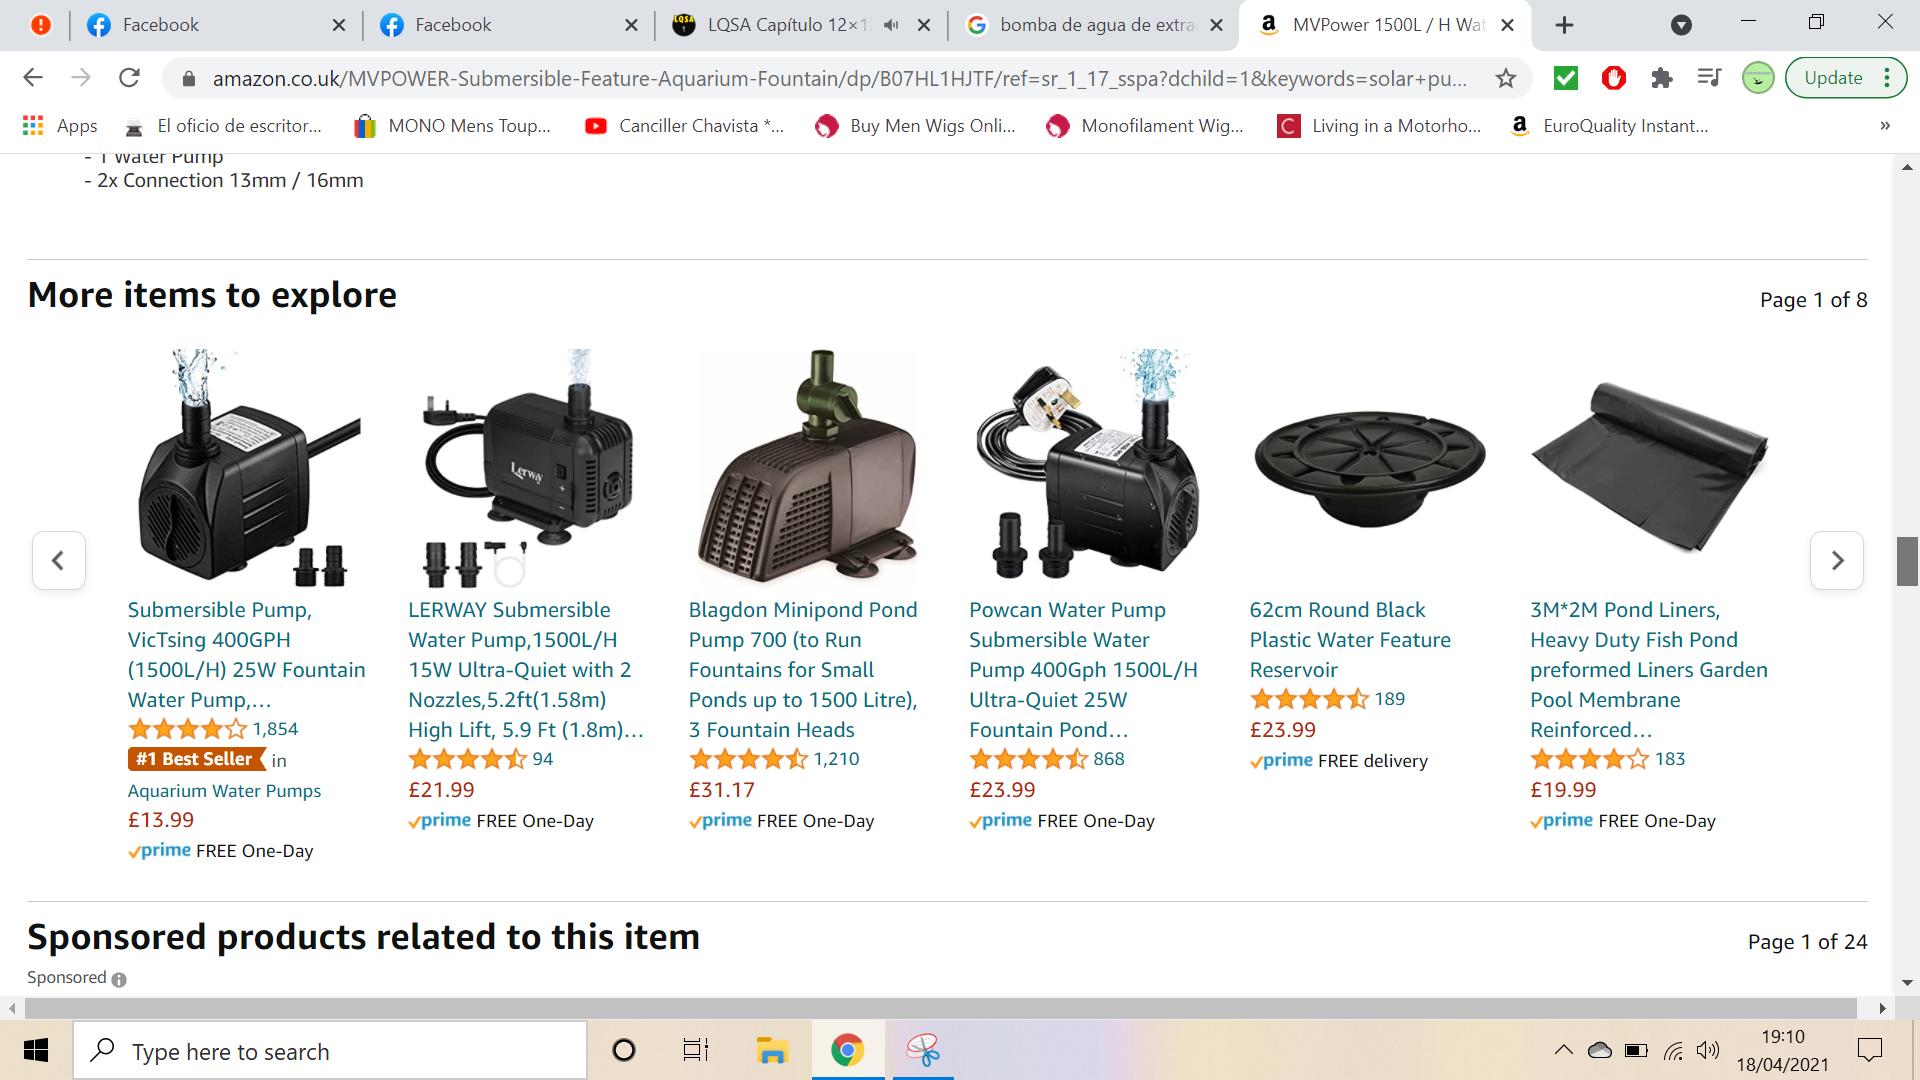 Facebook
Facebook
LQSA Capítulo 12×1
bomba de agua de extra
MVPower 1500L / H Wat
amazon.co.uk/MVPOWER-Submersible-Feature-Aquarium-Fountain/dp/B07HL1HJTF/ref=sr_1_17_sspa?dchild=1&keywords=solar+pu...
Update
Apps
El oficio de escritor...
MONO Mens Toup...
Canciller Chavista *...
Buy Men Wigs Onli...
Monofilament Wig...
Living in a Motorho...
EuroQuality Instant...
- 1 Water Pump
- 2x Connection 13mm / 16mm
More items to explore
Page 1 of 8
Lerway
Submersible Pump,
VicTsing 400GPH
(1500L/H) 25W Fountain
Water Pump,...
1,854
#1 Best Seller in
Aquarium Water Pumps
£13.99
prime FREE One-Day
LERWAY Submersible
Water Pump,1500L/H
15W Ultra-Quiet with 2
Nozzles,5.2ft(1.58m)
High Lift, 5.9 Ft (1.8m)...
94
£21.99
prime FREE One-Day
Blagdon Minipond Pond
Pump 700 (to Run
Fountains for Small
Ponds up to 1500 Litre),
3 Fountain Heads
1,210
£31.17
prime FREE One-Day
Powcan Water Pump
Submersible Water
Pump 400Gph 1500L/H
Ultra-Quiet 25W
Fountain Pond...
868
£23.99
prime FREE One-Day
62cm Round Black
Plastic Water Feature
Reservoir
189
£23.99
prime FREE delivery
3M*2M Pond Liners,
Heavy Duty Fish Pond
preformed Liners Garden
Pool Membrane
Reinforced...
183
£19.99
prime FREE One-Day
Sponsored products related to this item
Page 1 of 24
Sponsored
Type here to search
19:10
18/04/2021